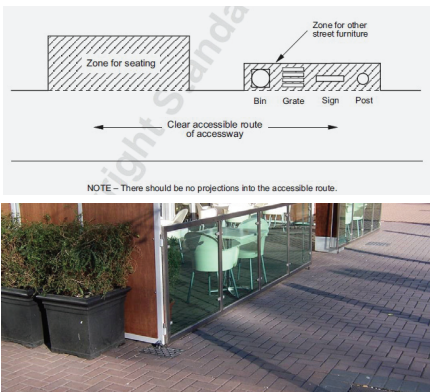 Zone for other
street furniture
Zone for seating
Bin Grate Sign Post
Clear accessible route
of accessway
NOTE – There should be no projections into the accessible route.